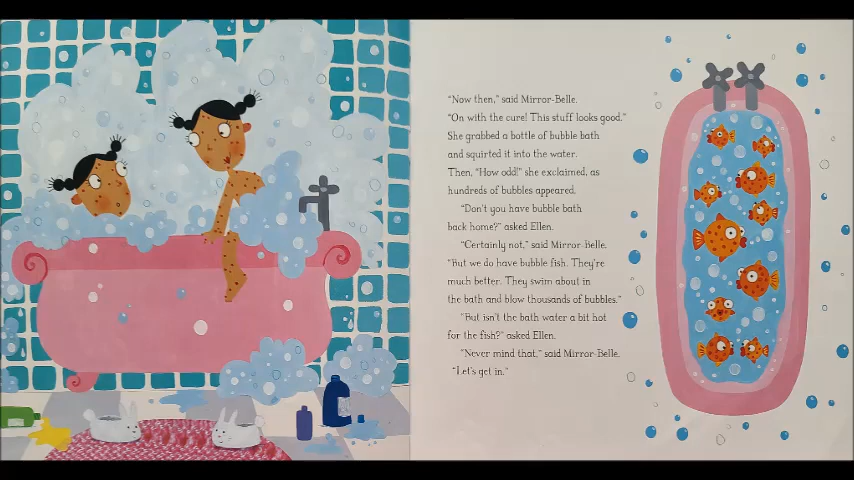 "Now then," said Mirror-Belle.
"On with the cure! This stuff looks good."
She grabbed a bottle of bubble bath
and squirted it into the water.
Then, "How odd!" she exclaimed, as
hundreds of bubbles appeared.
"Don't you have bubble bath
back home?" asked Ellen.
"Certainly not," said Mirror-Belle.
"But we do have bubble fish. They're
much better. They swim about in
the bath and blow thousands of bubbles."
"But isn't the bath water a bit hot
for the fish?" asked Ellen.
"Never mind that," said Mirror-Belle.
"Let's get in."